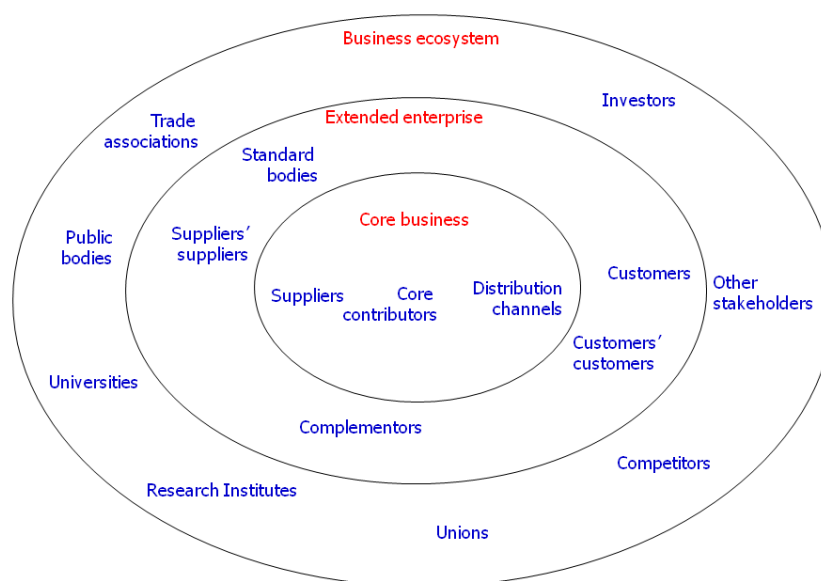 Business ecosystem
Investors
Trade
associations
Extended enterprise
Standard
bodies
Core business
Public
bodies
Suppliers’
suppliers
Customers
Other
stakeholders
Suppliers
Core
contributors
Distribution
channels
Customers’
customers
Universities
Complementors
Competitors
Research Institutes
Unions